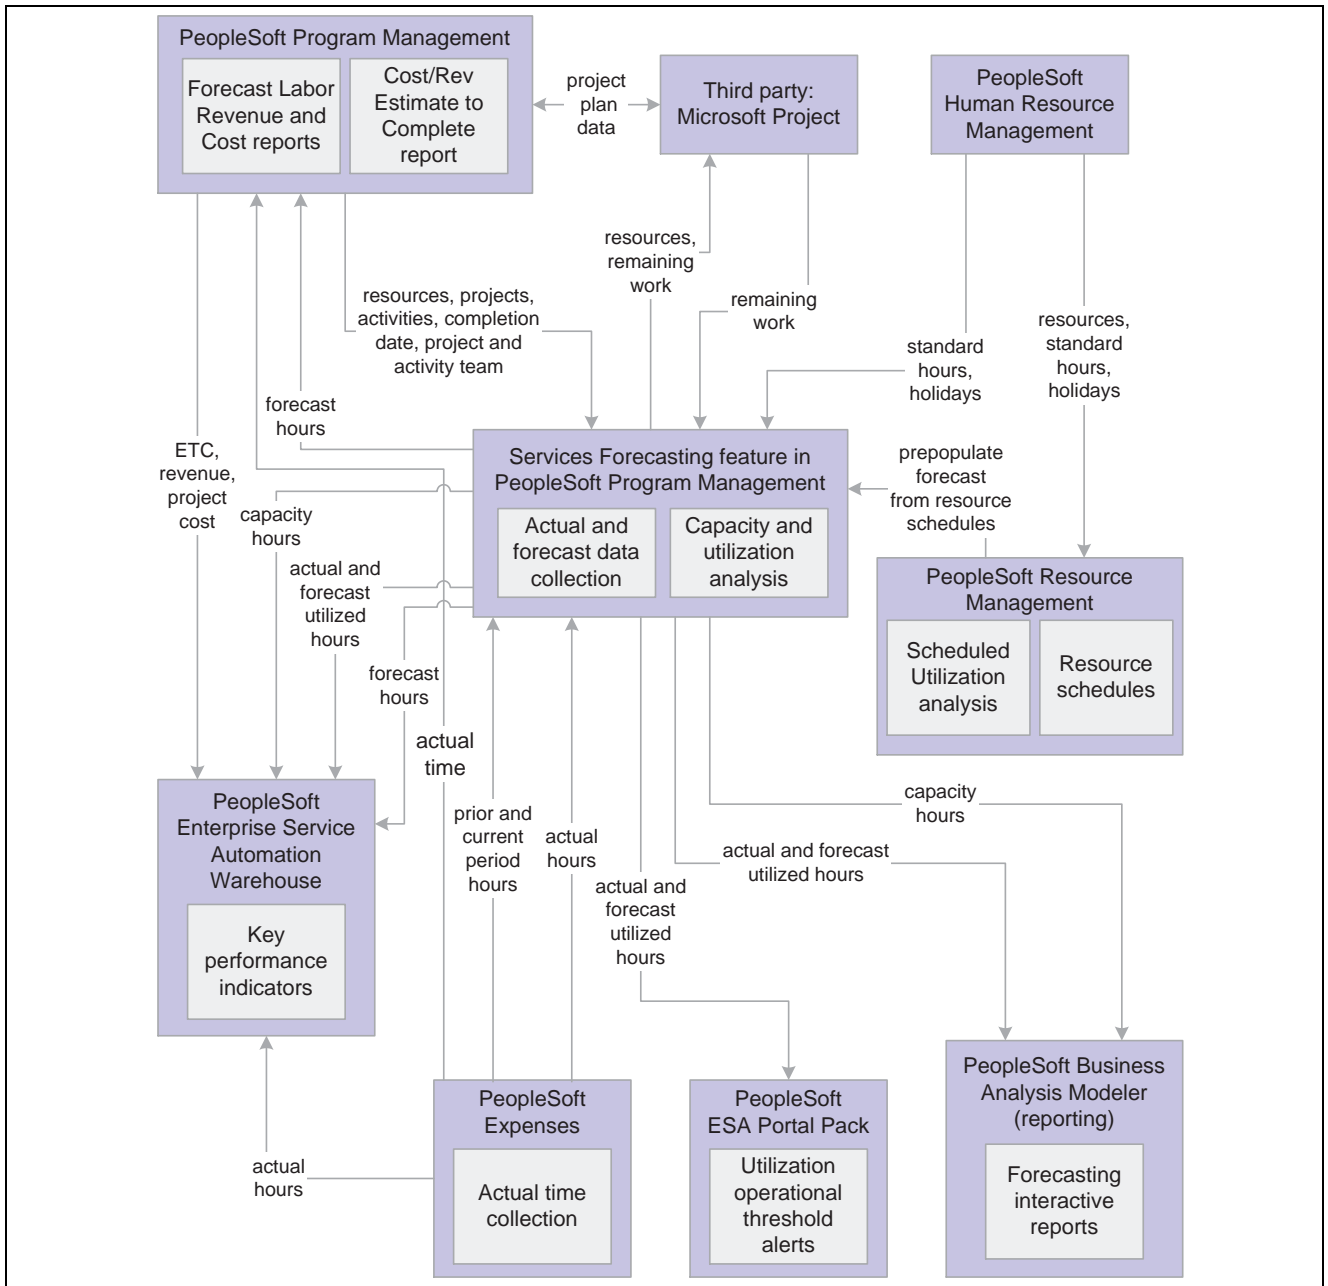 PeopleSoft Program Management
Forecast Labor
Revenue and
Cost reports
Cost/Rev
Estimate to
Complete
report
project
plan
data
Third party:
Microsoft Project
PeopleSoft
Human Resource
Management
resources,
remaining
work
remaining
work
resources, projects,
activities, completion
date, project and
activity team
standard
hours,
holidays
resources,
standard
hours,
holidays
forecast
hours
ETC,
revenue,
project
cost
Services Forecasting feature in
PeopleSoft Program Management
Actual and
forecast data
collection
Capacity and
utilization
analysis
prepopulate
forecast
from resource
schedules
capacity
hours
actual and
forecast
utilized
hours
forecast
hours
PeopleSoft Resource
Management
Scheduled
Utilization
analysis
Resource
schedules
actual
time
PeopleSoft
Enterprise Service
Automation
Warehouse
Key
performance
indicators
prior and
current
period
hours
actual
hours
actual and
forecast
utilized
hours
actual and forecast
utilized hours
capacity
hours
actual
hours
PeopleSoft
Expenses
Actual time
collection
PeopleSoft
ESA Portal Pack
Utilization
operational
threshold
alerts
PeopleSoft Business
Analysis Modeler
(reporting)
Forecasting
interactive
reports